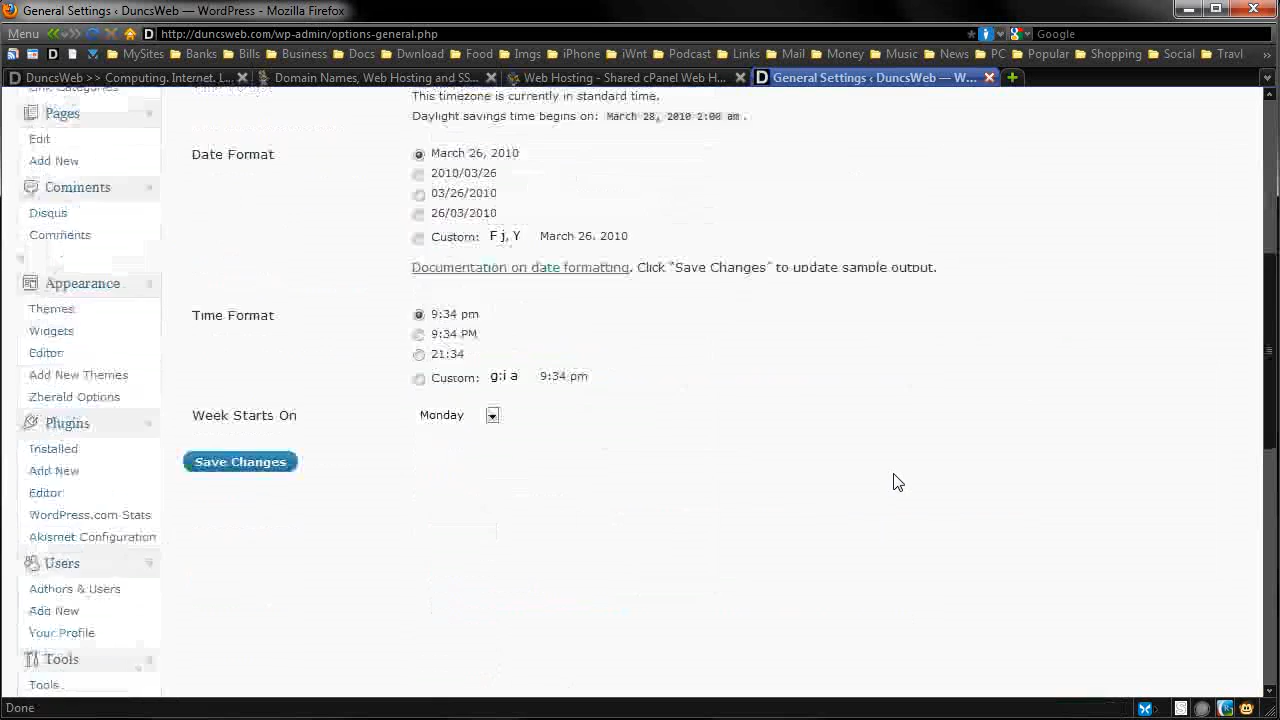 General Settings ‹ DuncsWeb — WordPress - Mozilla Firefox
Menu
http://duncsweb.com/wp-admin/options-general.php
Google
MySites Banks Bills Business Docs Dwnload Food Imgs iPhone iWnt Podcast Links Mail Money Music News PC Popular Shopping Social Travl
DuncsWeb >> Computing, Internet, L...
Domain Names, Web Hosting and SS...
Web Hosting - Shared cPanel Web H...
General Settings ‹ DuncsWeb — W...
Link Categories
Pages
Edit
Add New
Comments
Disqus
Comments
Appearance
Themes
Widgets
Editor
Add New Themes
Zherald Options
Plugins
Installed
Add New
Editor
WordPress.com Stats
Akismet Configuration
Users
Authors & Users
Add New
Your Profile
Tools
Tools
This timezone is currently in standard time.
Daylight savings time begins on: March 28, 2010 2:00 am .
Date Format
March 26, 2010
2010/03/26
03/26/2010
26/03/2010
Custom: F j, Y March 26, 2010
Documentation on date formatting. Click “Save Changes” to update sample output.
Time Format
9:34 pm
9:34 PM
21:34
Custom: g:i a 9:34 pm
Week Starts On
Monday
Save Changes
Done